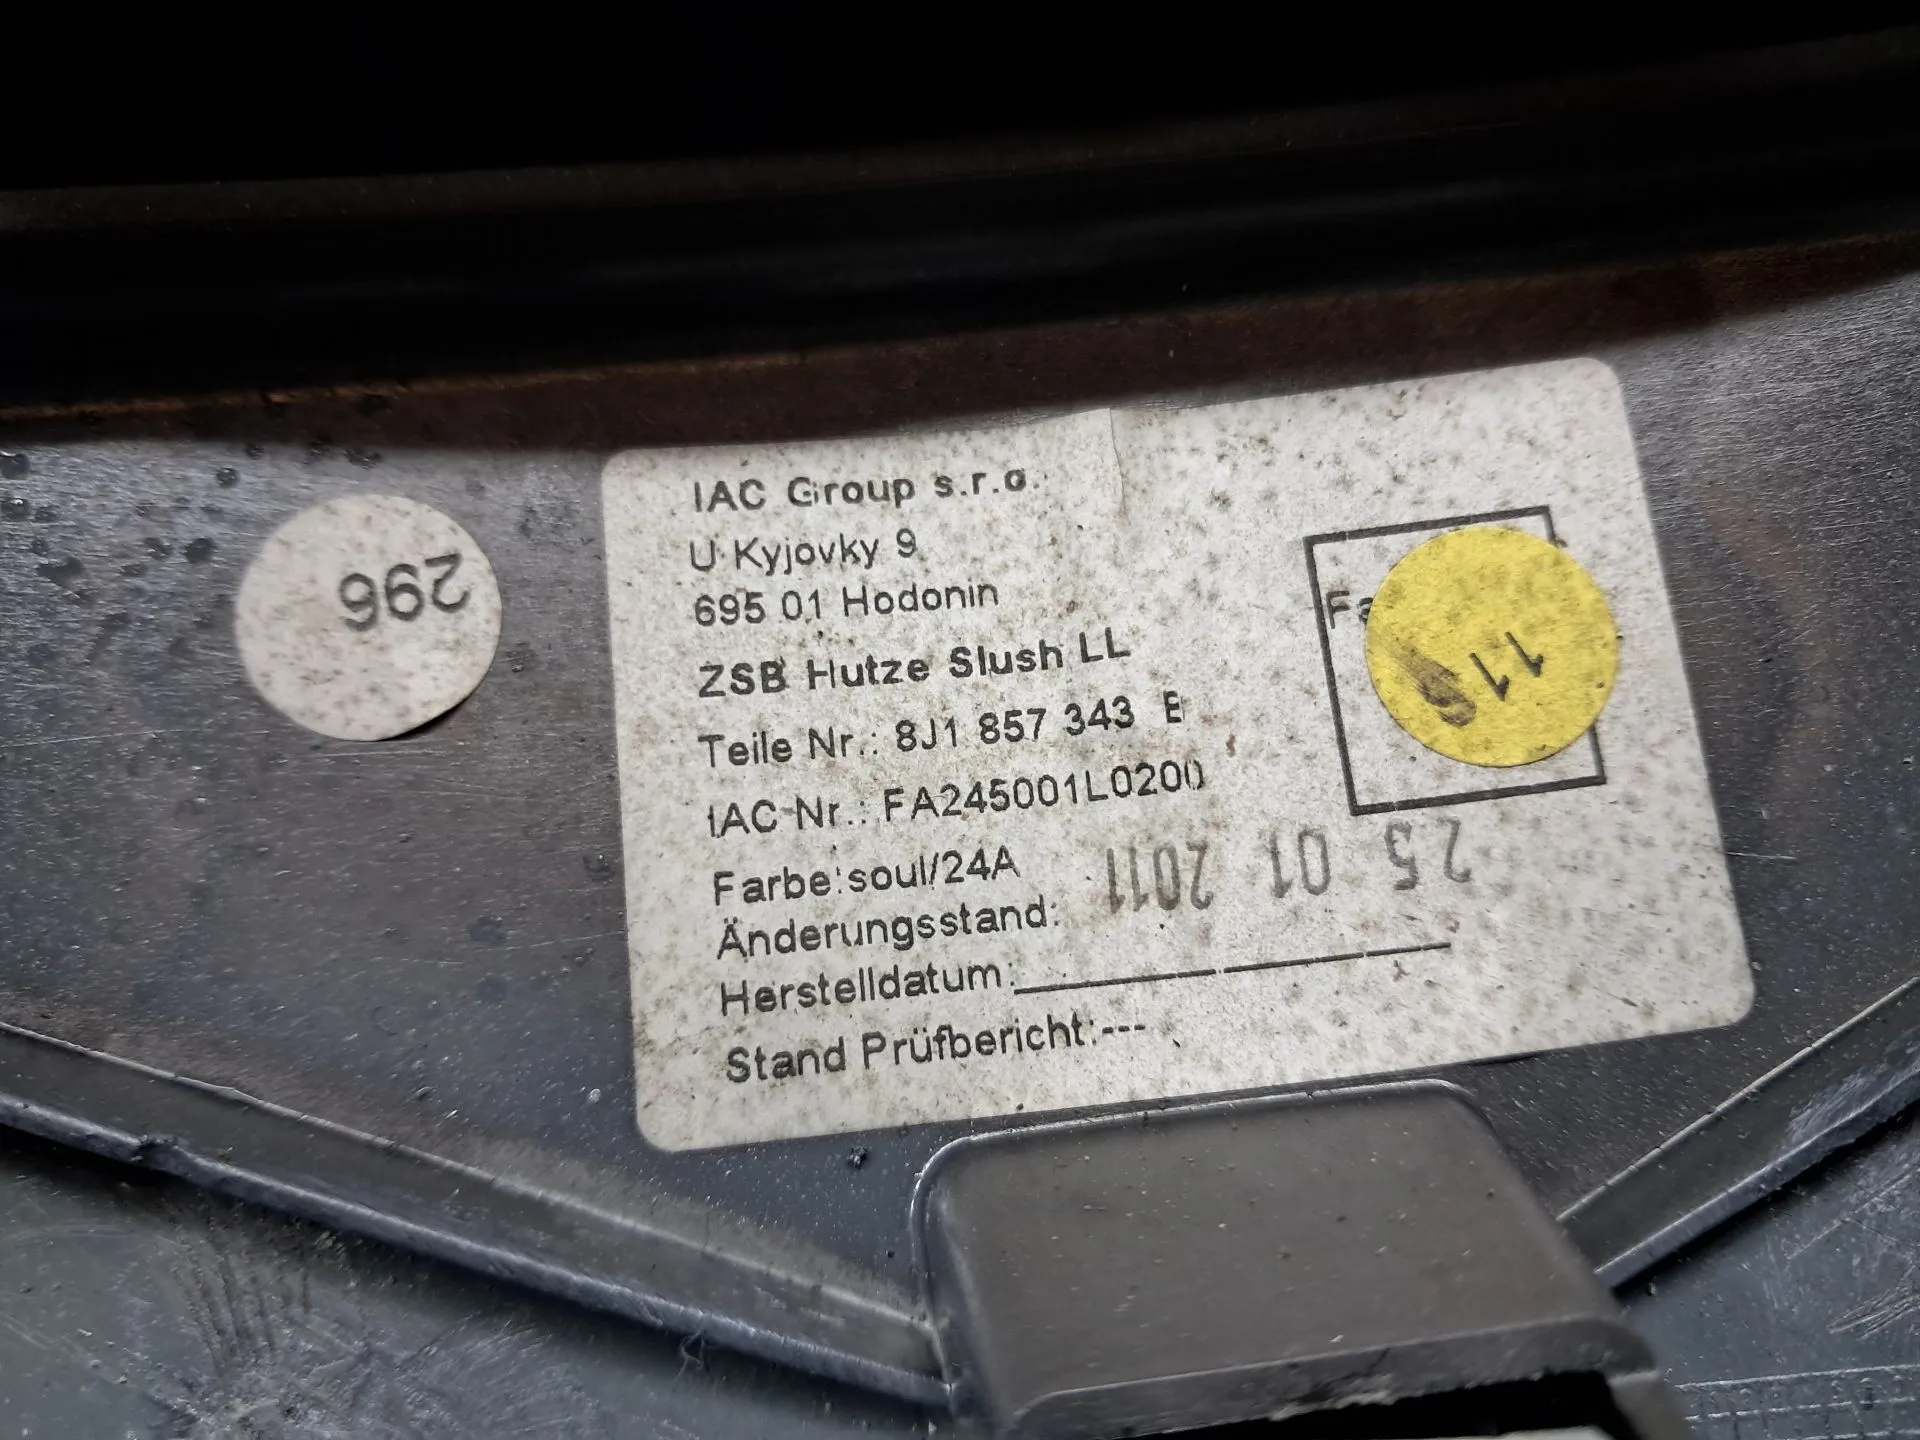 296
IAC Group s.r.o.
U Kyjovky 9
695 01 Hodonin
ZSB Hutze Slush LL
Teile Nr.: 8J1 857 343 E
IAC-Nr.: FA245001L0200
Farbe:soul/24A
Änderungsstand:
Herstelldatum:
Stand Prüfbericht:---
11
25 01 2011